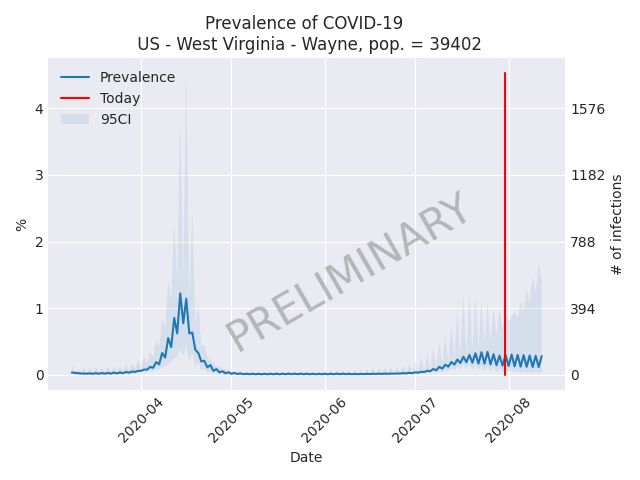 Prevalence of COVID-19
US - West Virginia - Wayne, pop. = 39402
Prevalence
Today
95CI
PRELIMINARY
%
4
3
2
1
0
1576
1182
788
394
0
# of infections
2020-04
2020-05
2020-06
2020-07
2020-08
Date